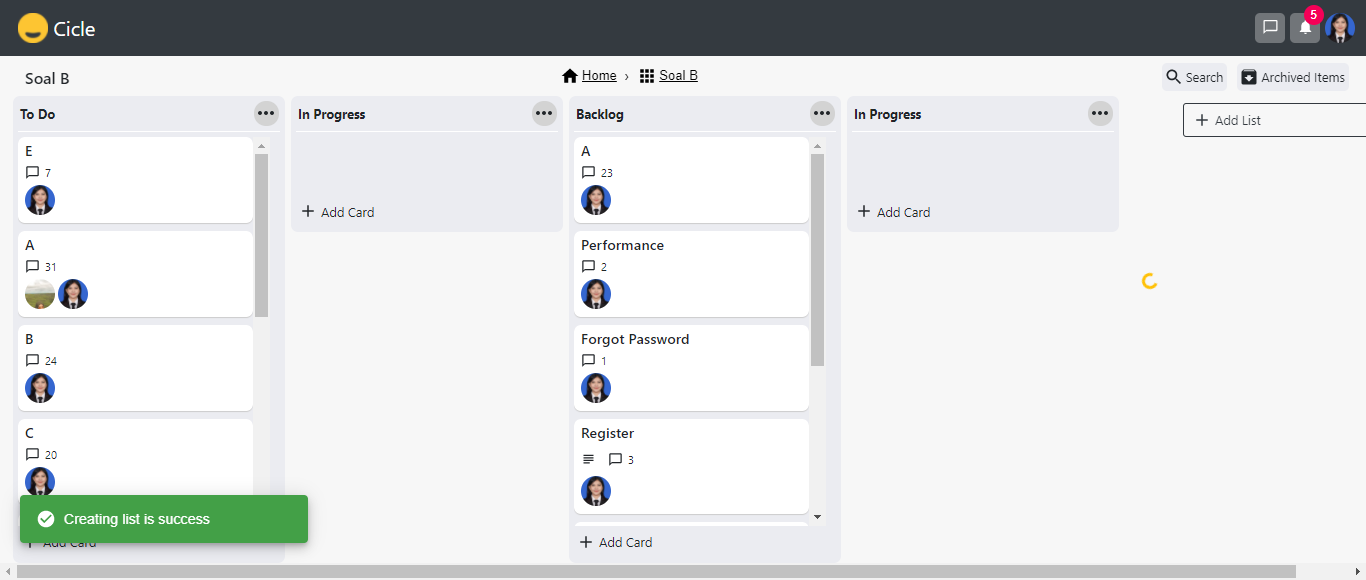 Cicle
5
Soal B
Home › Soal B
Search
Archived Items
To Do
E
7
A
31
B
24
C
20
Add Card
In Progress
Add Card
Backlog
A
23
Performance
2
Forgot Password
1
Register
3
Add Card
In Progress
Add Card
Add List
Creating list is success